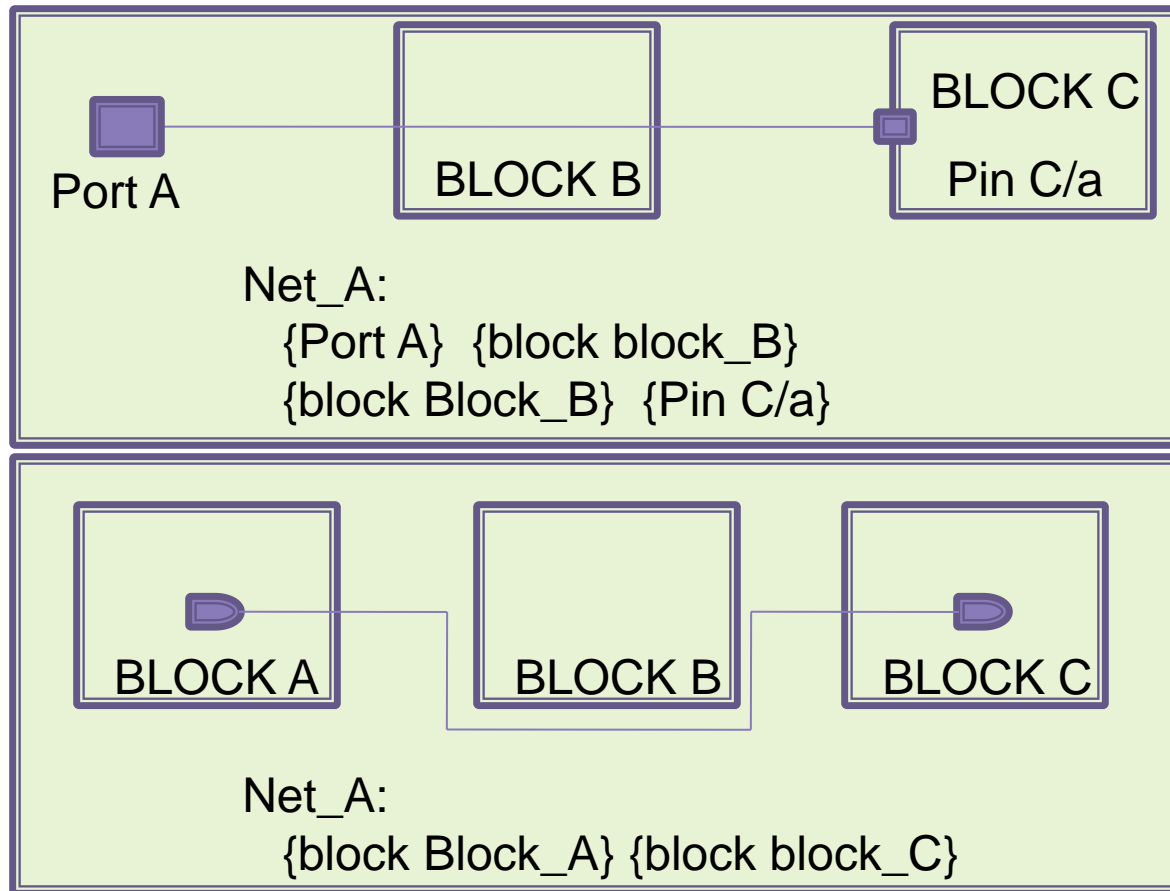 BLOCK C
Port A
BLOCK B
Pin C/a
Net_A:
{Port A} {block block_B}
{block Block_B} {Pin C/a}
BLOCK A
BLOCK B
BLOCK C
Net_A:
{block Block_A} {block block_C}